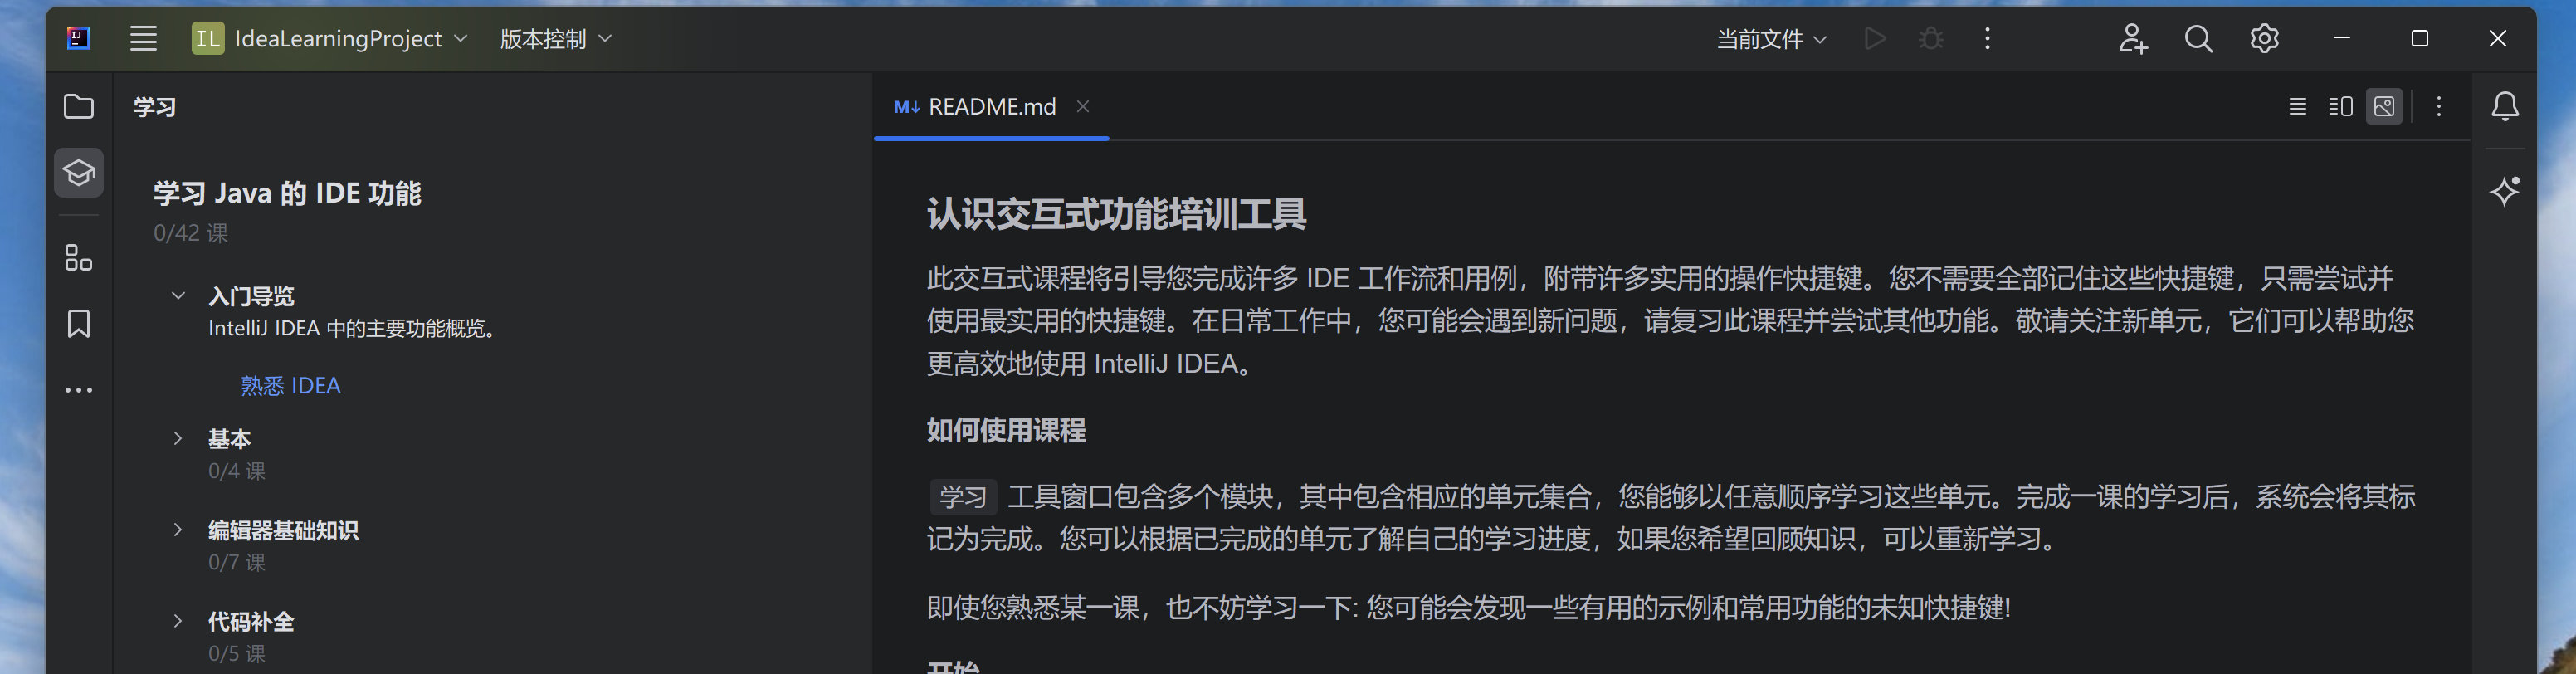 IJ
IL IdeaLearningProject 版本控制 当前文件
学习
学习 Java 的 IDE 功能
0/42 课
入门导览
IntelliJ IDEA 中的主要功能概览。
熟悉 IDEA
基本
0/4 课
编辑器基础知识
0/7 课
代码补全
0/5 课
M↓ README.md
认识交互式功能培训工具
此交互式课程将引导您完成许多 IDE 工作流和用例，附带许多实用的操作快捷键。您不需要全部记住这些快捷键，只需尝试并
使用最实用的快捷键。在日常工作中，您可能会遇到新问题，请复习此课程并尝试其他功能。敬请关注新单元，它们可以帮助您
更高效地使用 IntelliJ IDEA。
如何使用课程
学习 工具窗口包含多个模块，其中包含相应的单元集合，您能够以任意顺序学习这些单元。完成一课的学习后，系统会将其标
记为完成。您可以根据已完成的单元了解自己的学习进度，如果您希望回顾知识，可以重新学习。
即使您熟悉某一课，也不妨学习一下: 您可能会发现一些有用的示例和常用功能的未知快捷键!
开始